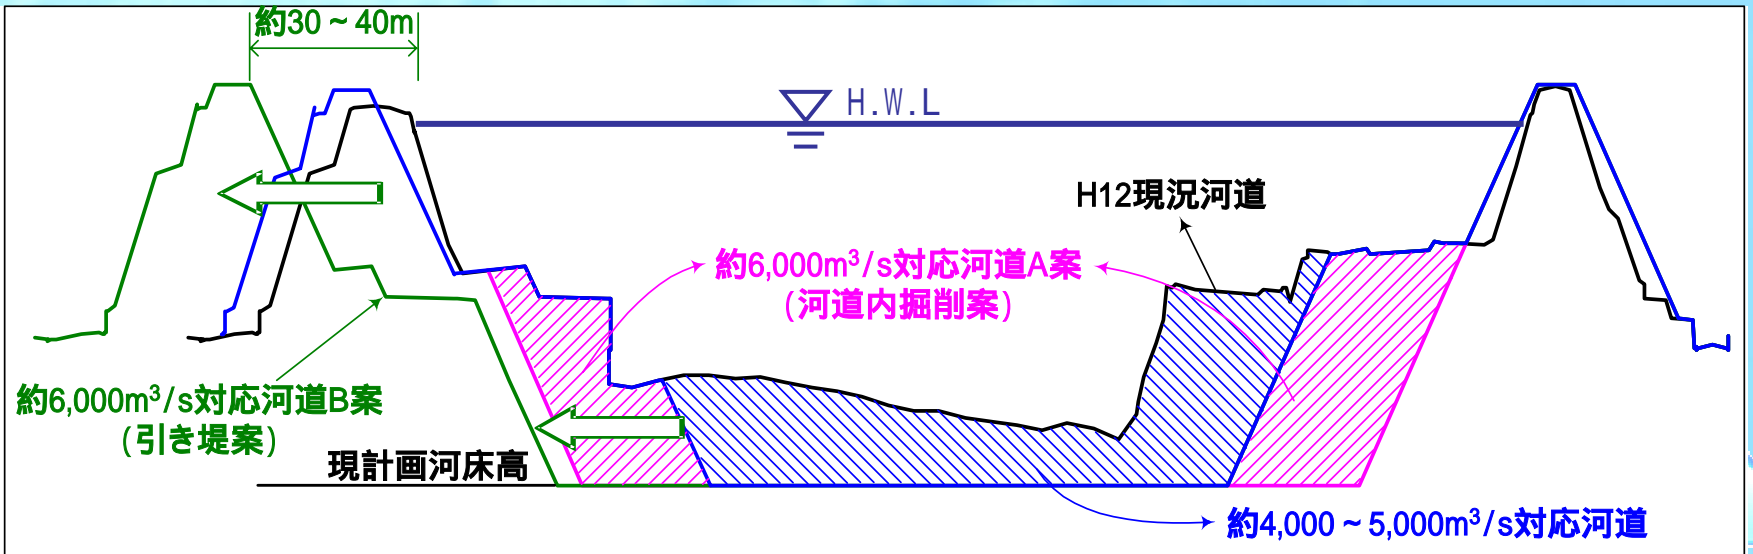 約30～40m
H.W.L
H12現況河道
約6,000m³/s対応河道A案
(河道内掘削案)
約6,000m³/s対応河道B案
(引き堤案)
現計画河床高
約4,000～5,000m³/s対応河道